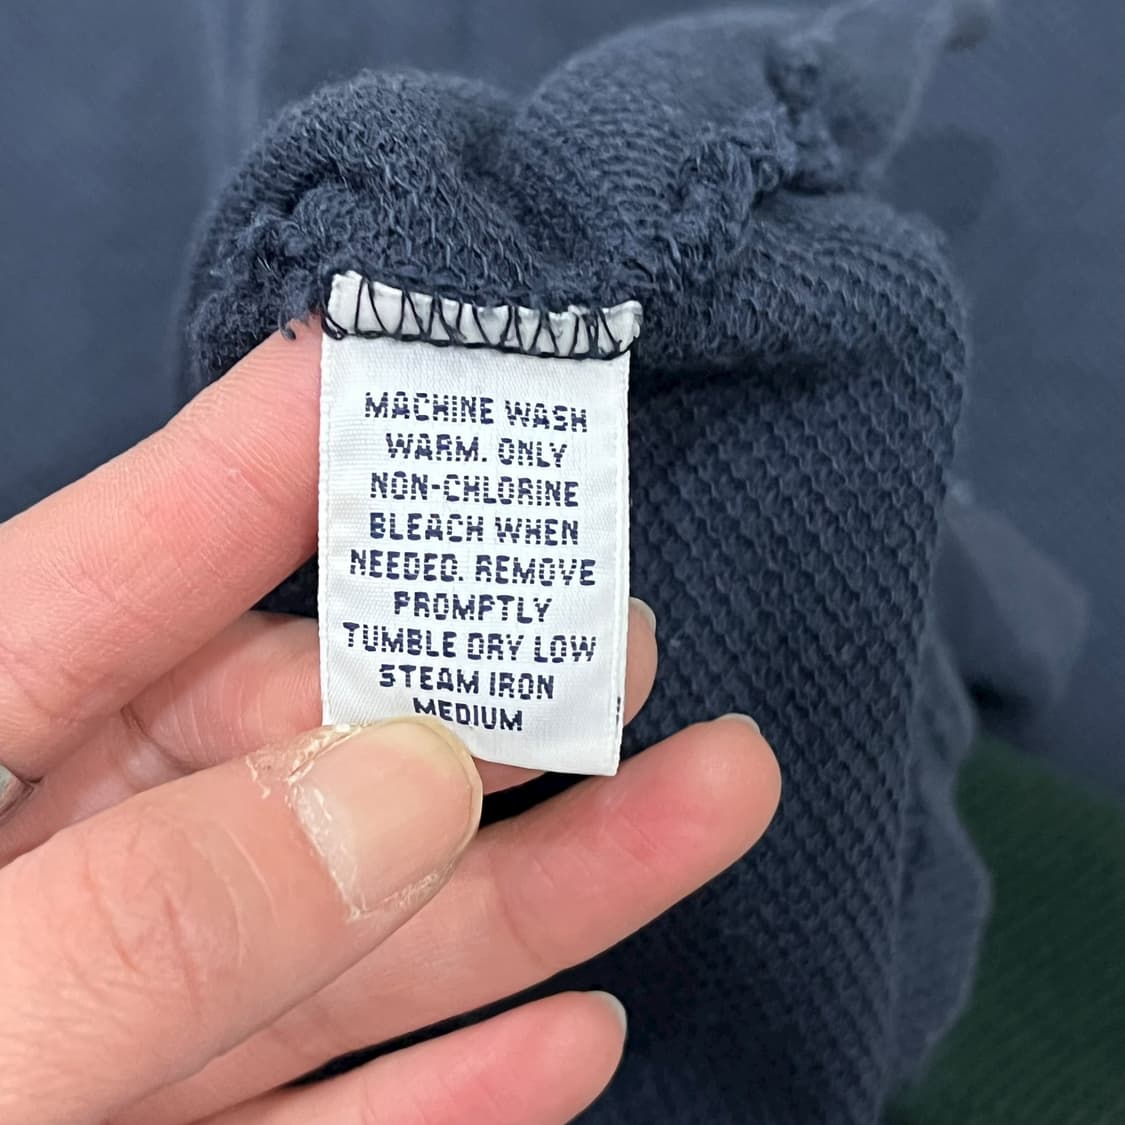 MACHINE WASH
WARM. ONLY
NON-CHLORINE
BLEACH WHEN
NEEDED. REMOVE
PROMPTLY
TUMBLE DRY LOW
STEAM IRON
MEDIUM